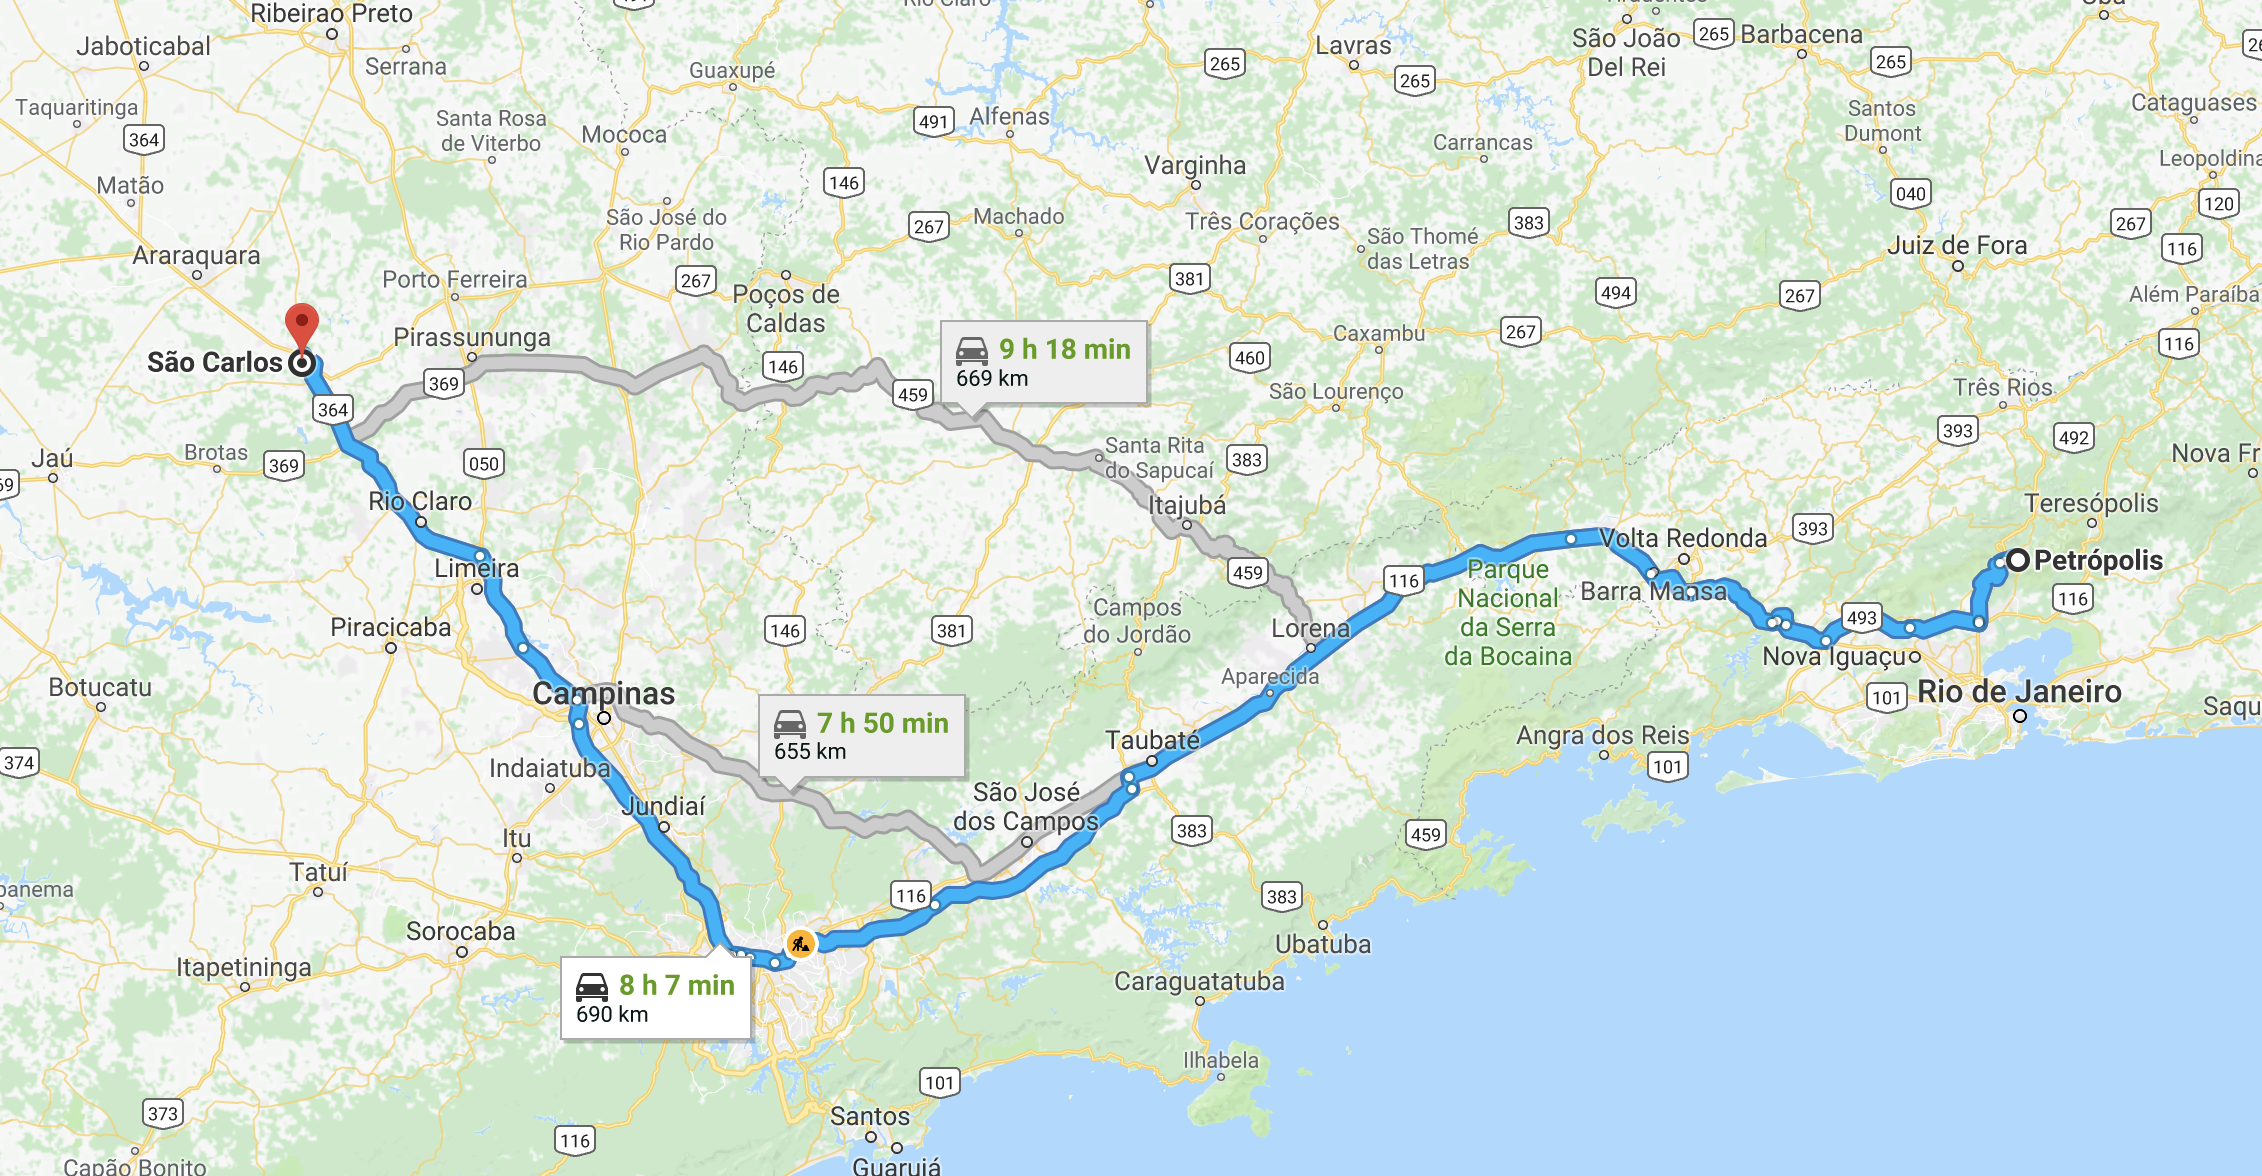 Ribeirao Preto
Rio Claro
265
Barbacena
Jaboticabal
Serrana
Guaxupé
Lavras
São João
Del Rei
265
265
265
Taquaritinga
364
Santa Rosa
de Viterbo
Mococa
491
Alfenas
Carrancas
Santos
Dumont
Cataguases
Matão
146
Varginha
Leopoldina
040
120
São José do
Rio Pardo
267
Machado
Três Corações
383
267
116
Araraquara
São Thomé
das Letras
Juiz de Fora
Porto Ferreira
267
Poços de
Caldas
381
494
267
Além Paraíba
Pirassununga
Caxambu
267
116
São Carlos
369
146
9 h 18 min
669 km
460
364
459
São Lourenço
Três Rios
393
492
Jaú
Brotas
369
050
Santa Rita
do Sapucaí
383
Nova Fr
69
Rio Claro
Itajubá
Teresópolis
Limeira
459
116
Volta Redonda
393
Petrópolis
Parque
Nacional
da Serra
da Bocaina
Barra Mansa
116
Piracicaba
146
381
Campos
do Jordão
Lorena
493
Nova Iguaçu
Botucatu
Campinas
Aparecida
101
Rio de Janeiro
Saqu
7 h 50 min
655 km
374
Indaiatuba
Taubaté
Angra dos Reis
101
Jundiaí
São José
dos Campos
383
459
Itu
Tatuí
116
383
panema
Sorocaba
Ubatuba
Itapetininga
8 h 7 min
690 km
Caraguatatuba
Ilhabela
101
373
116
Santos
Capão Bonito
Guarujá